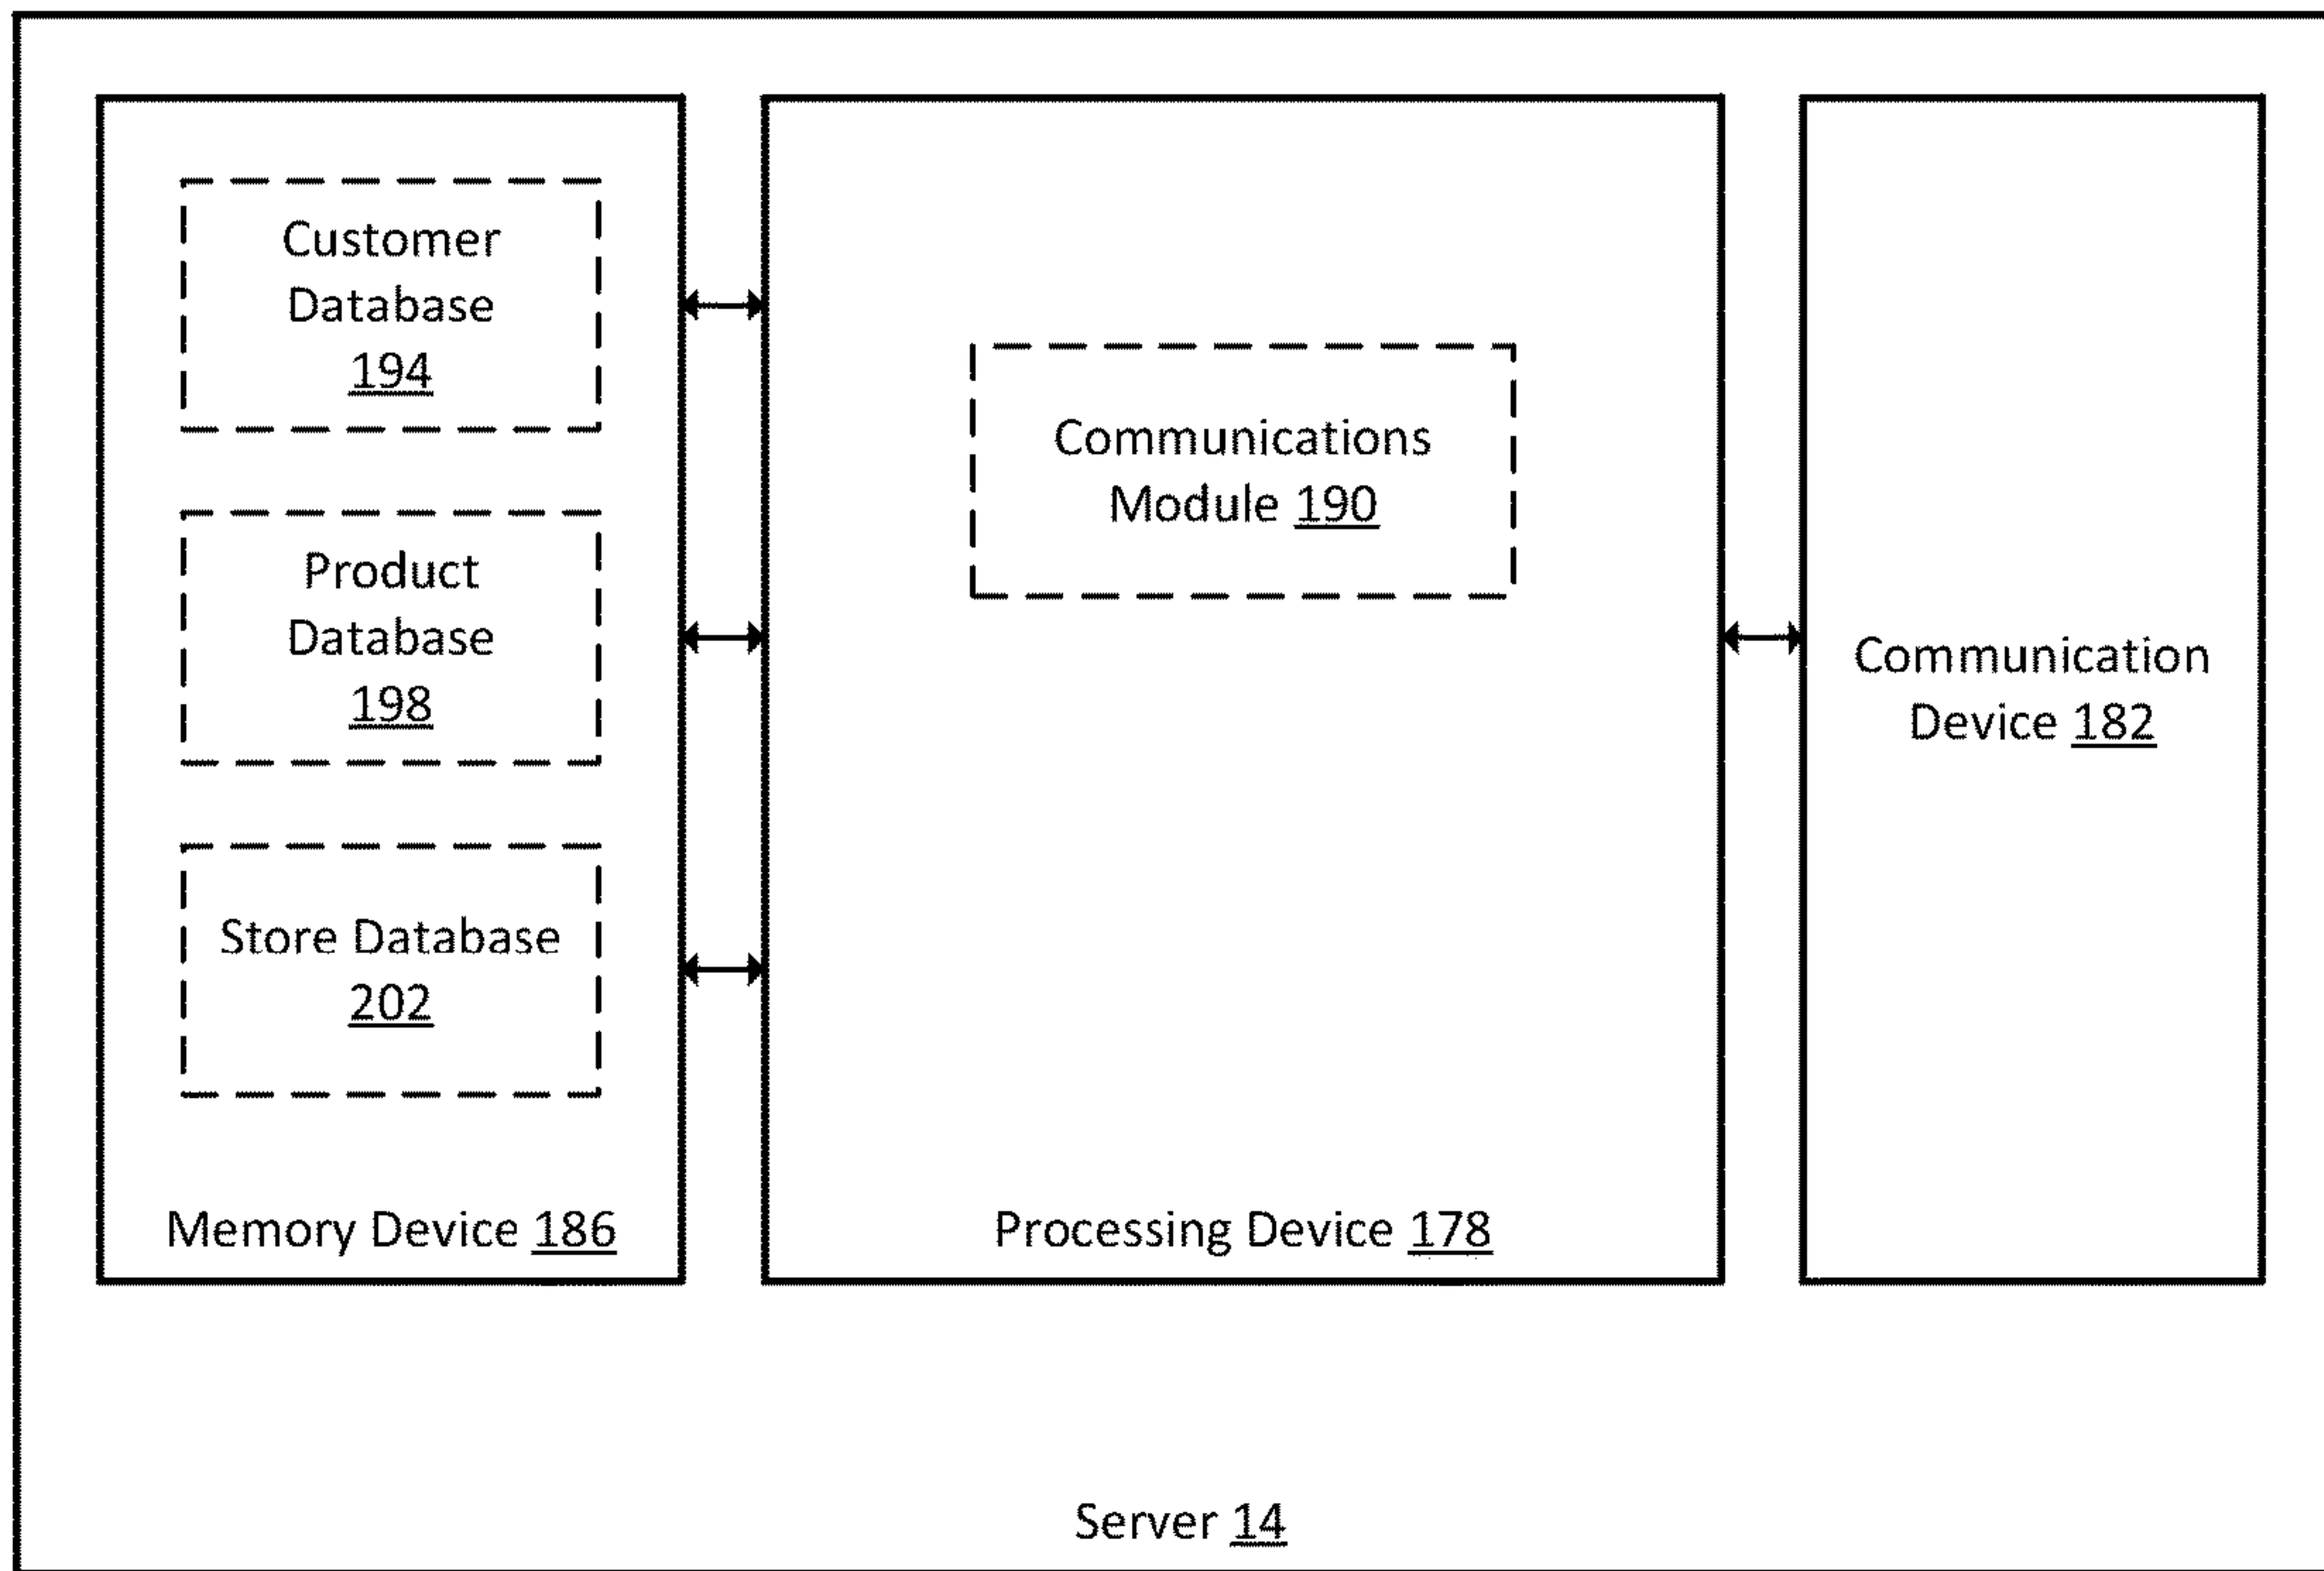 Customer
Database
194
Product
Database
198
Store Database
202
Memory Device 186
Communications
Module 190
Processing Device 178
Communication
Device 182
Server 14